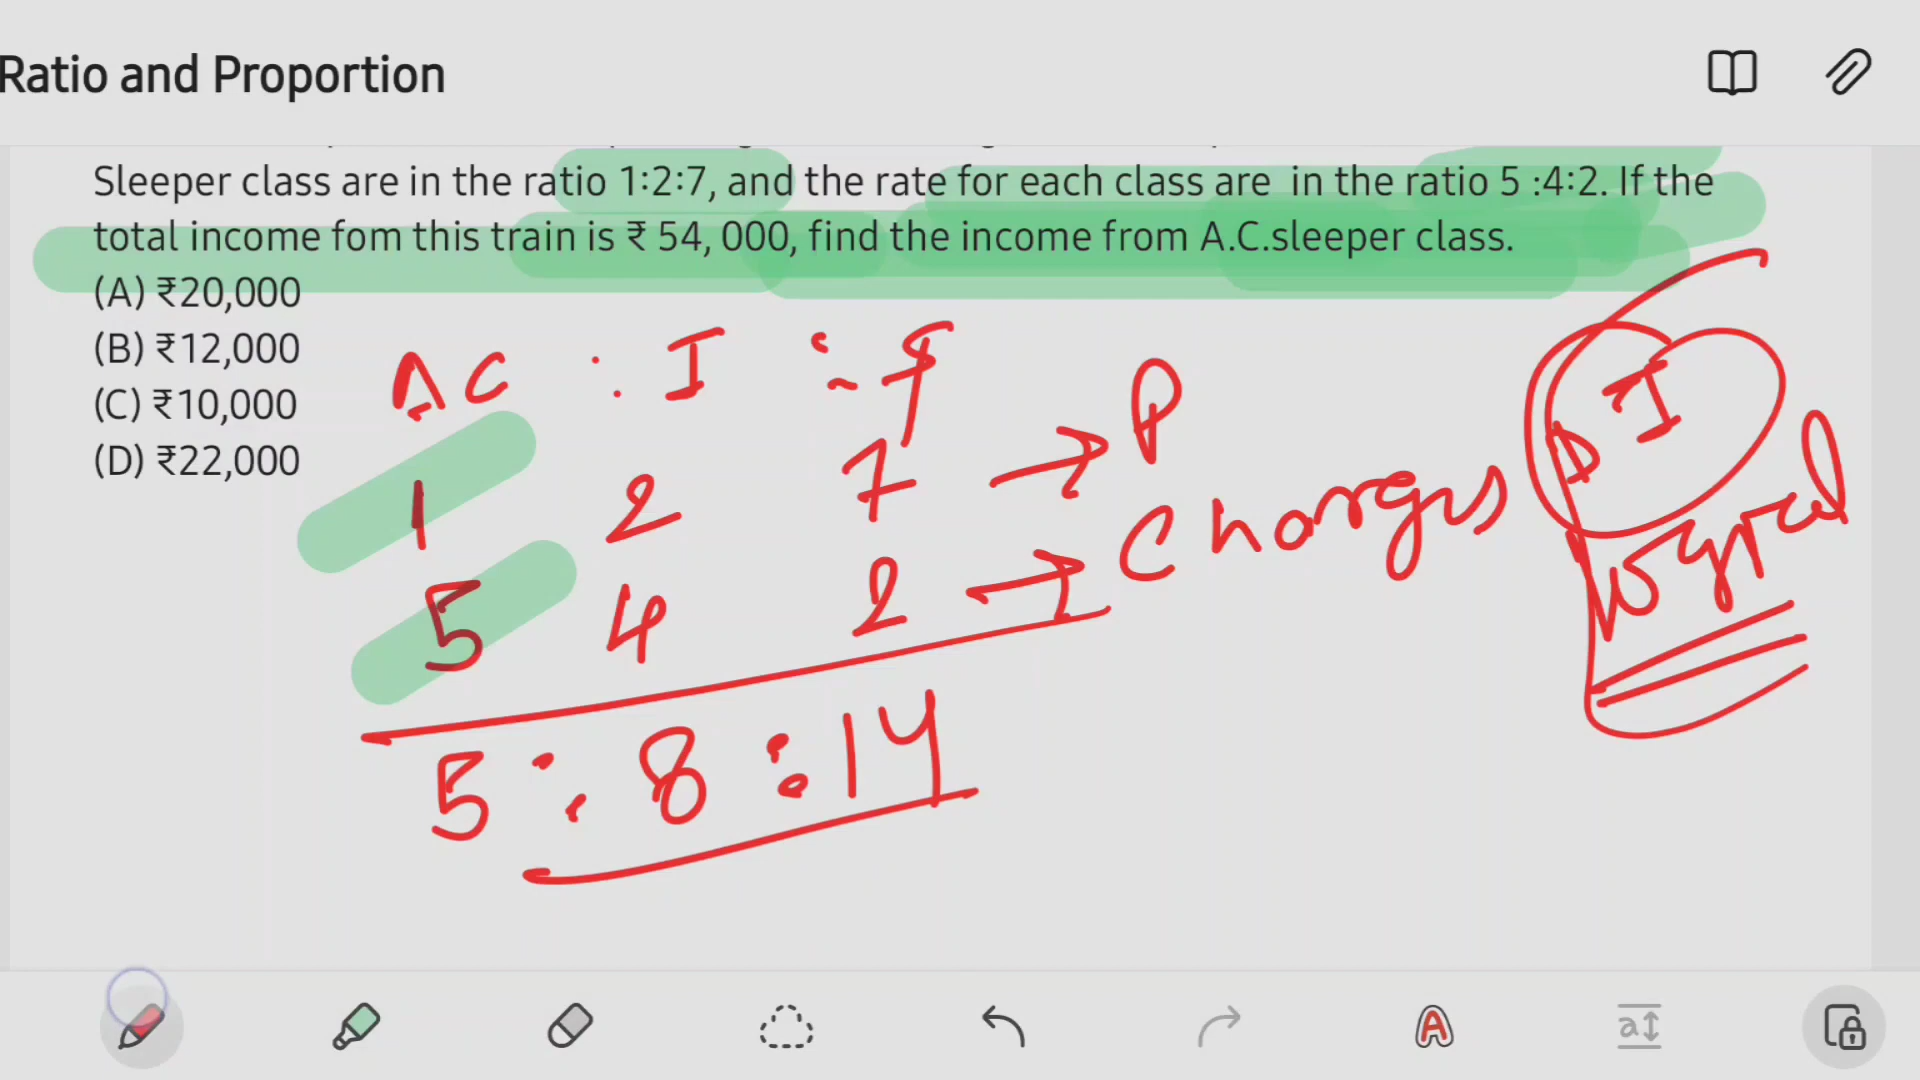 Ratio and Proportion
Sleeper class are in the ratio 1:2:7, and the rate for each class are in the ratio 5 :4:2. If the
total income fom this train is ₹ 54, 000, find the income from A.C.sleeper class.
(A) ₹20,000
(B) ₹12,000
(C) ₹10,000
(D) ₹22,000
AC : I :
1 2 7 → P
5 4 2 → Charges
5 : 8 : 14
I